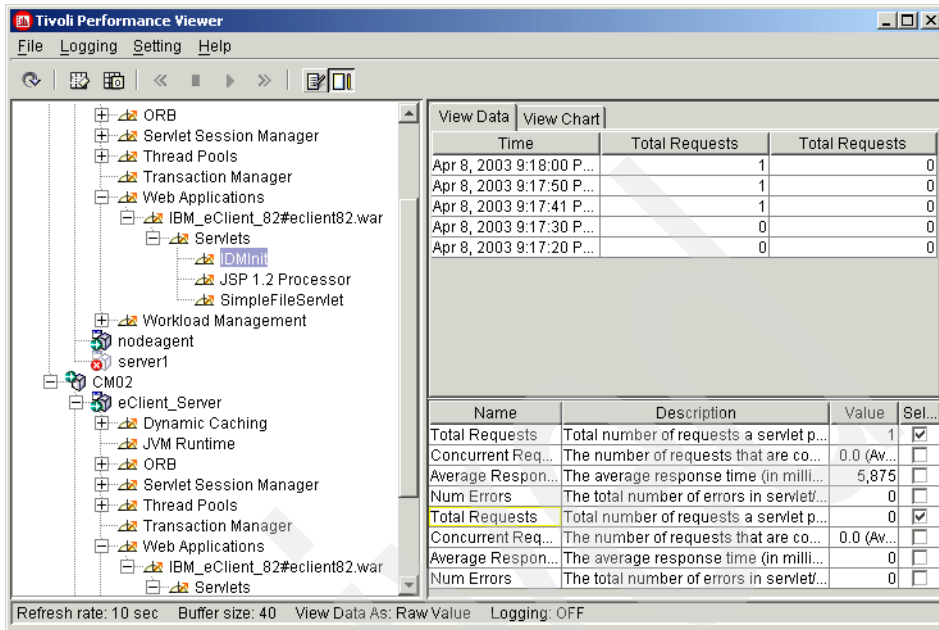 Tivoli Performance Viewer
File Logging Setting Help
ORB
Servlet Session Manager
Thread Pools
Transaction Manager
Web Applications
IBM_eClient_82#eclient82.war
Servlets
IDMInit
JSP 1.2 Processor
SimpleFileServlet
Workload Management
nodeagent
server1
CM02
eClient_Server
Dynamic Caching
JVM Runtime
ORB
Servlet Session Manager
Thread Pools
Transaction Manager
Web Applications
IBM_eClient_82#eclient82.war
Servlets
View Data View Chart
Time Total Requests Total Requests
Apr 8, 2003 9:18:00 P... 1 0
Apr 8, 2003 9:17:50 P... 1 0
Apr 8, 2003 9:17:41 P... 1 0
Apr 8, 2003 9:17:30 P... 0 0
Apr 8, 2003 9:17:20 P... 0 0
Name Description Value Sel...
Total Requests Total number of requests a servlet p... 1
Concurrent Req... The number of requests that are co... 0.0 (Av...
Average Respon... The average response time (in milli... 5,875
Num Errors The total number of errors in servlet/... 0
Total Requests Total number of requests a servlet p... 0
Concurrent Req... The number of requests that are co... 0.0 (Av...
Average Respon... The average response time (in milli... 0
Num Errors The total number of errors in servlet/... 0
Refresh rate: 10 sec Buffer size: 40 View Data As: Raw Value Logging: OFF